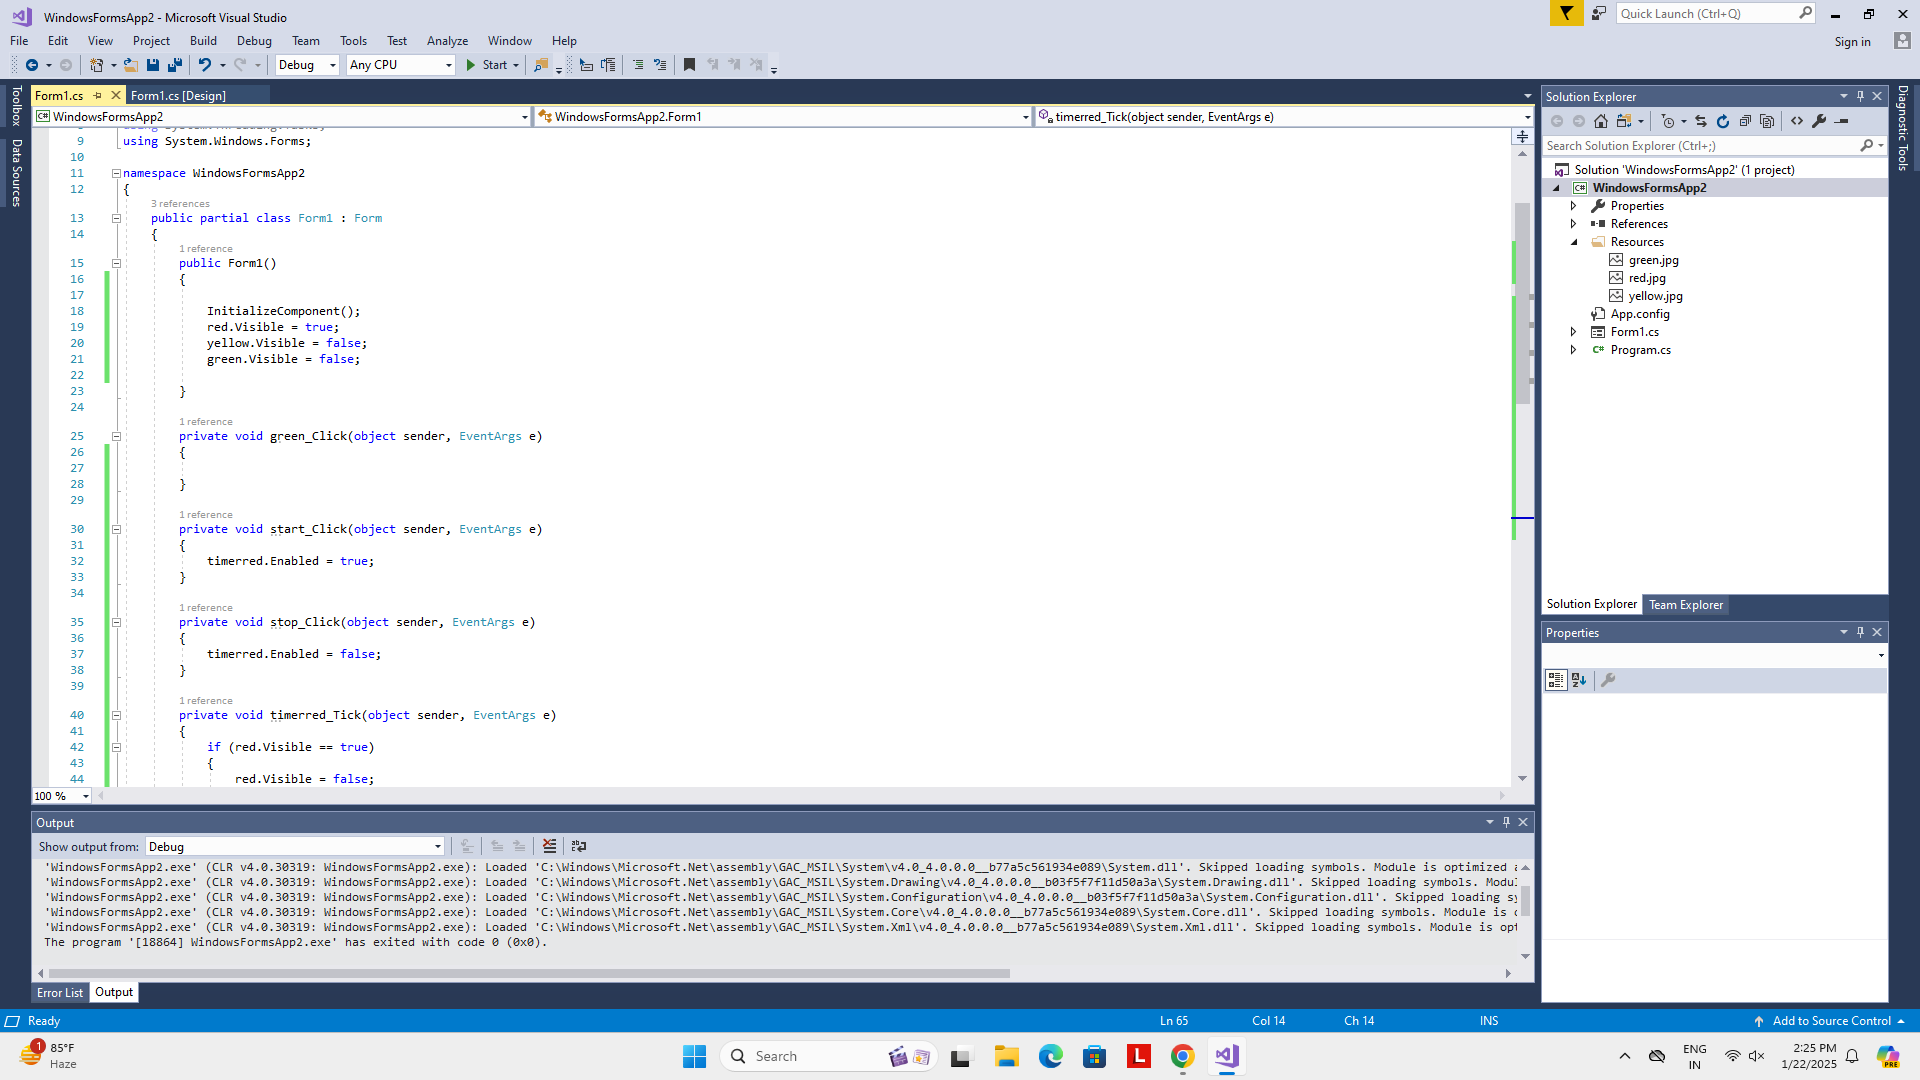 WindowsFormsApp2 - Microsoft Visual Studio
Quick Launch (Ctrl+Q)
File Edit View Project Build Debug Team Tools Test Analyze Window Help
Sign in
Debug Any CPU Start
Toolbox
Data Sources
Form1.cs Form1.cs [Design]
WindowsFormsApp2 WindowsFormsApp2.Form1 timerred_Tick(object sender, EventArgs e)
9 using System.Windows.Forms;
10
11 namespace WindowsFormsApp2
12 {
3 references
13 public partial class Form1 : Form
14 {
1 reference
15 public Form1()
16 {
17
18 InitializeComponent();
19 red.Visible = true;
20 yellow.Visible = false;
21 green.Visible = false;
22
23 }
24
1 reference
25 private void green_Click(object sender, EventArgs e)
26 {
27
28 }
29
1 reference
30 private void start_Click(object sender, EventArgs e)
31 {
32 timerred.Enabled = true;
33 }
34
1 reference
35 private void stop_Click(object sender, EventArgs e)
36 {
37 timerred.Enabled = false;
38 }
39
1 reference
40 private void timerred_Tick(object sender, EventArgs e)
41 {
42 if (red.Visible == true)
43 {
44 red.Visible = false;
100 %
Output
Show output from: Debug
'WindowsFormsApp2.exe' (CLR v4.0.30319: WindowsFormsApp2.exe): Loaded 'C:\Windows\Microsoft.Net\assembly\GAC_MSIL\System\v4.0_4.0.0.0__b77a5c561934e089\System.dll'. Skipped loading symbols. Module is optimized
'WindowsFormsApp2.exe' (CLR v4.0.30319: WindowsFormsApp2.exe): Loaded 'C:\Windows\Microsoft.Net\assembly\GAC_MSIL\System.Drawing\v4.0_4.0.0.0__b03f5f7f11d50a3a\System.Drawing.dll'. Skipped loading symbols.
'WindowsFormsApp2.exe' (CLR v4.0.30319: WindowsFormsApp2.exe): Loaded 'C:\Windows\Microsoft.Net\assembly\GAC_MSIL\System.Configuration\v4.0_4.0.0.0__b03f5f7f11d50a3a\System.Configuration.dll'. Skipped loading
'WindowsFormsApp2.exe' (CLR v4.0.30319: WindowsFormsApp2.exe): Loaded 'C:\Windows\Microsoft.Net\assembly\GAC_MSIL\System.Core\v4.0_4.0.0.0__b77a5c561934e089\System.Core.dll'. Skipped loading symbols. Module is
'WindowsFormsApp2.exe' (CLR v4.0.30319: WindowsFormsApp2.exe): Loaded 'C:\Windows\Microsoft.Net\assembly\GAC_MSIL\System.Xml\v4.0_4.0.0.0__b77a5c561934e089\System.Xml.dll'. Skipped loading symbols. Module is
The program '[18864] WindowsFormsApp2.exe' has exited with code 0 (0x0).
Error List Output
Solution Explorer
Search Solution Explorer (Ctrl+;)
Solution 'WindowsFormsApp2' (1 project)
C# WindowsFormsApp2
Properties
References
Resources
green.jpg
red.jpg
yellow.jpg
App.config
Form1.cs
C# Program.cs
Solution Explorer Team Explorer
Properties
Diagnostic Tools
Ready Ln 65 Col 14 Ch 14 INS Add to Source Control
1 85°F
Haze
Search
L
PRE
ENG
IN
2:25 PM
1/22/2025